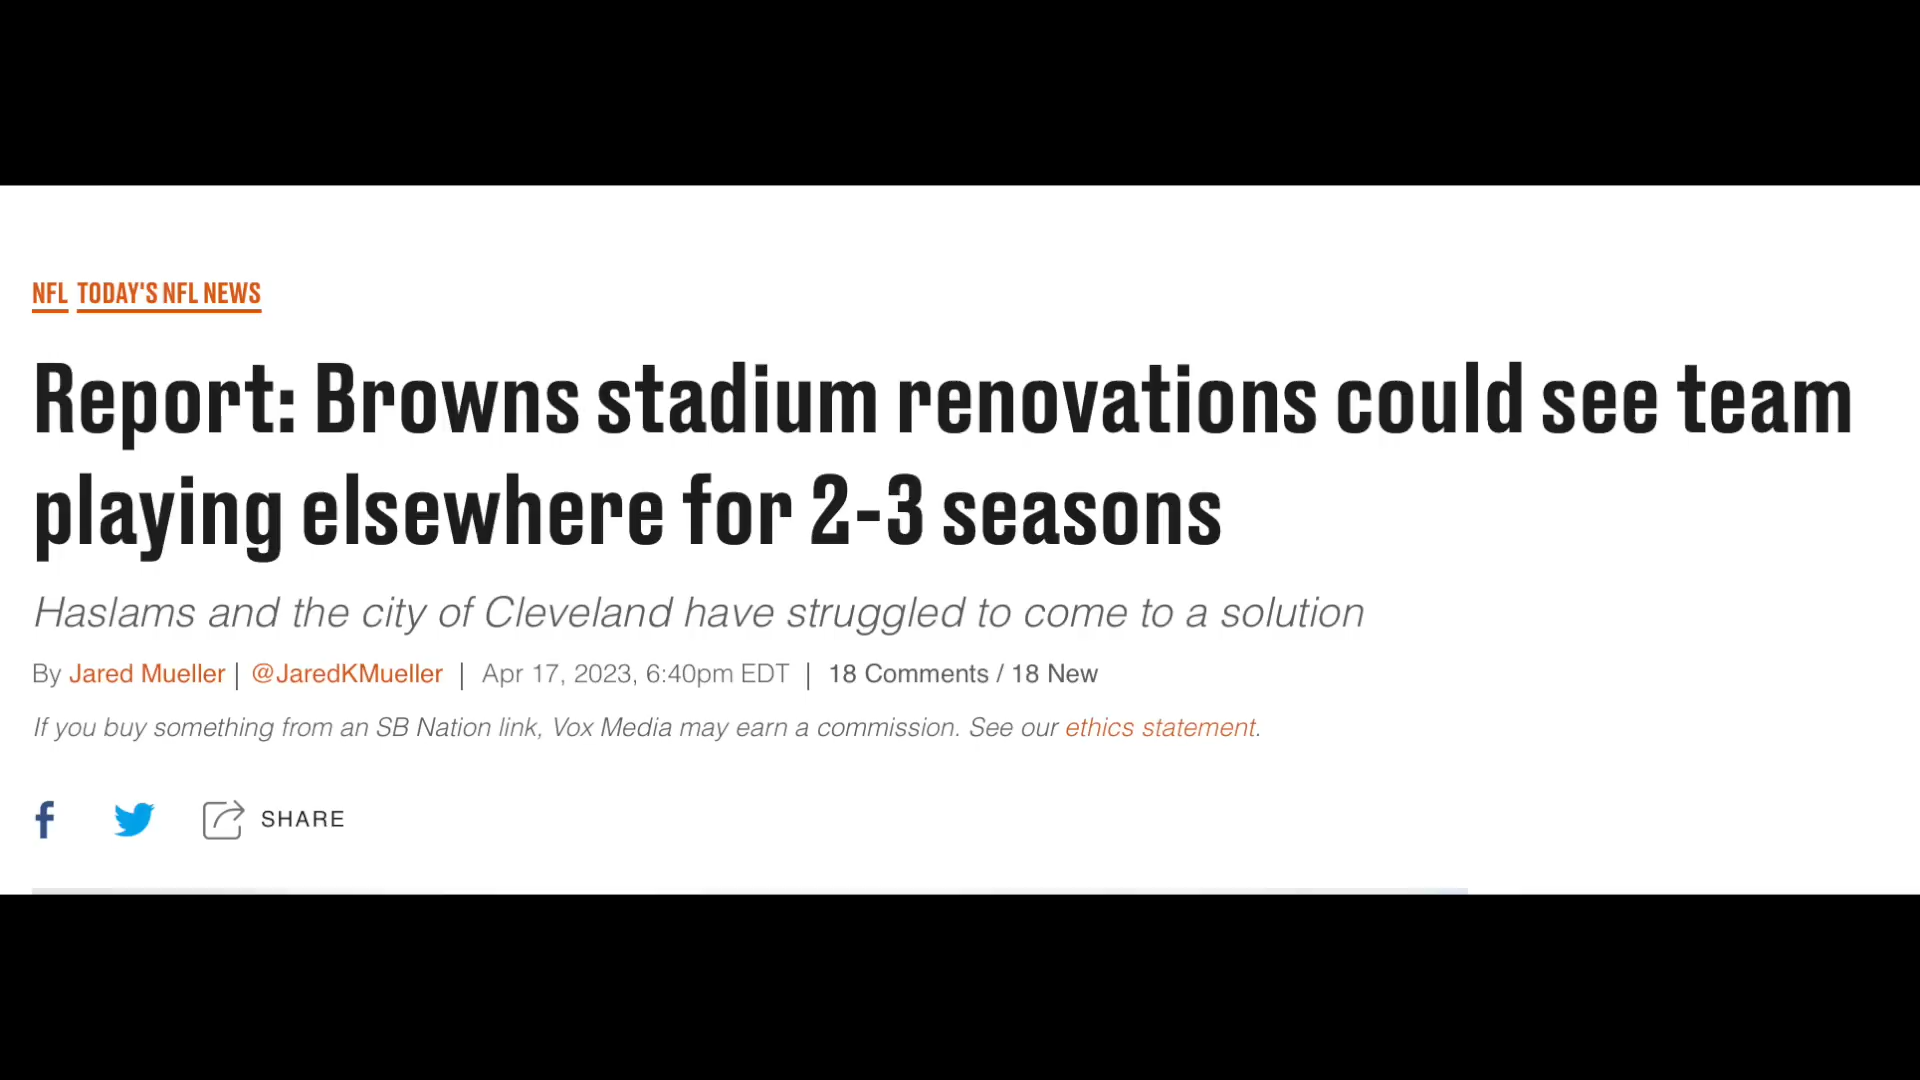 NFL TODAY'S NFL NEWS
Report: Browns stadium renovations could see team
playing elsewhere for 2-3 seasons
Haslams and the city of Cleveland have struggled to come to a solution
By Jared Mueller | @JaredKMueller | Apr 17, 2023, 6:40pm EDT | 18 Comments / 18 New
If you buy something from an SB Nation link, Vox Media may earn a commission. See our ethics statement.
SHARE